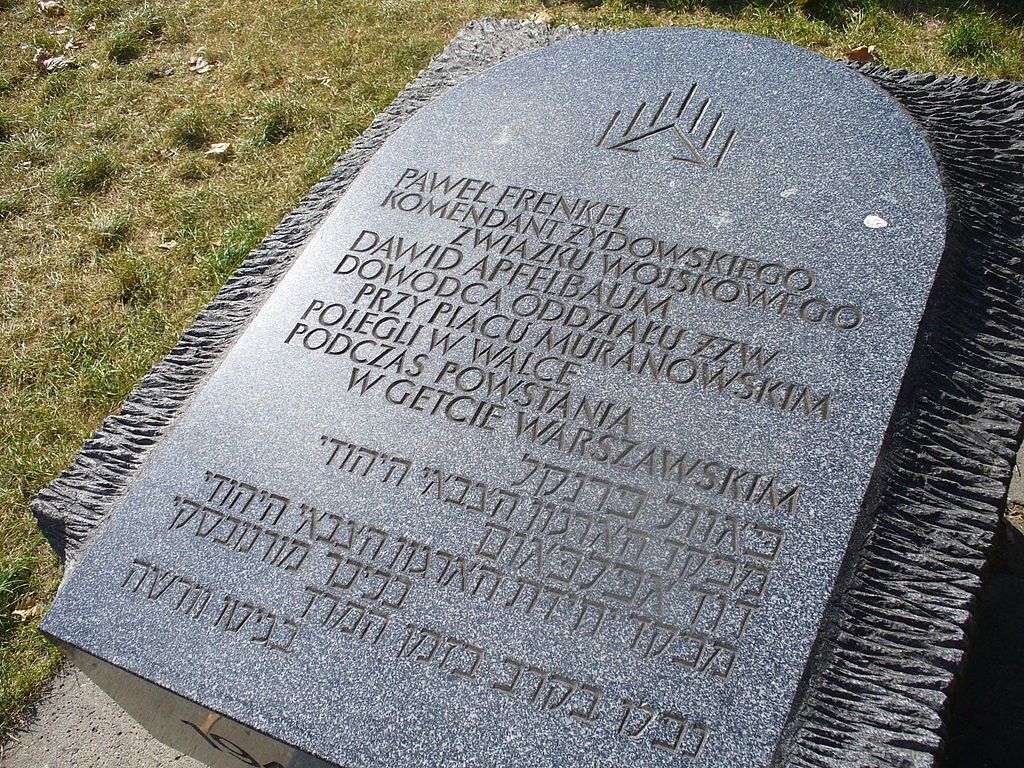 PAWEŁ FRENKEL
KOMENDANT ŻYDOWSKIEGO
ZWIĄZKU WOJSKOWEGO
DAWID APFELBAUM
DOWÓDCA ODDZIAŁU ŻZW
PRZY PLACU MURANOWSKIM
POLEGLI W WALCE
PODCZAS POWSTANIA
W GETCIE WARSZAWSKIM
פאוול פרנקל
מפקד הארגון הצבאי היהודי
דוד אפלבאום
מפקד יחידת הארגון הצבאי היהודי
בכיכר מורנובסקי
נפלו בקרב בזמן המרד
בגיטו וורשה